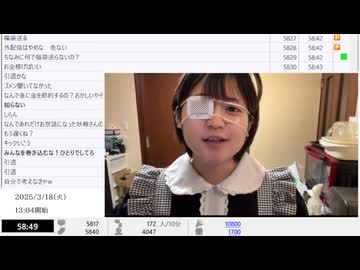 福袋送る 5827 58:42 P
外配信はやめな 危ない 5828 58:42 P
ちなみに何で福袋送らないの? 5829 58:42
お金稼げばいい 5830 58:43
引退かな
ゴメン聞いてなかった
なんで急に金を節約するの?おかしいやそ
知らない
しらん
なんであれだけお世話になった妖精さんの
もう遅くね?
キックいこう
みんなを巻き込むな!ひとりでしてろ
引退
引退
自分で考えなきゃw
2025/3/18(火)
13:04開始
58:49
5817
5840
172 人/10分
4047
10800
1700